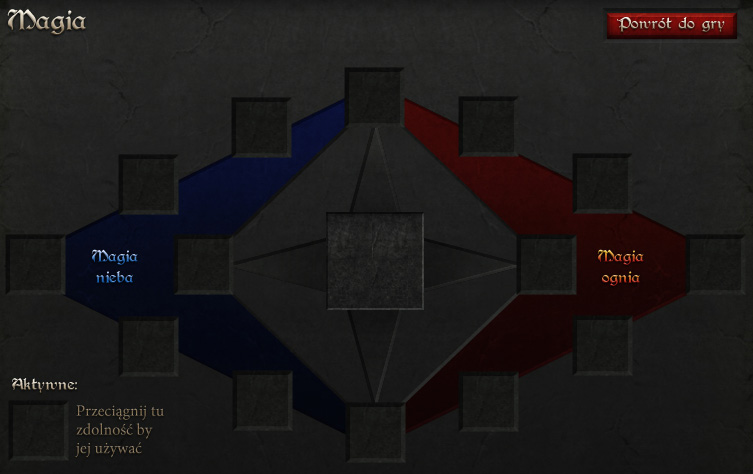 Magia
Powrót do gry
Magia
nieba
Magia
ognia
Aktywne:
Przeciągnij tu
zdolność by
jej używać